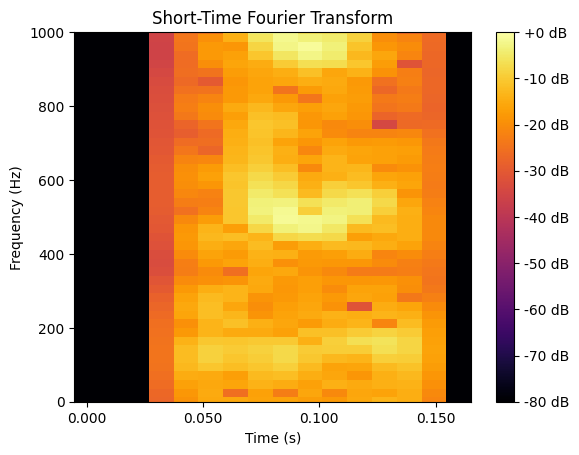 Short-Time Fourier Transform
1000
800
600
400
200
0
Frequency (Hz)
0.000
0.050
0.100
0.150
Time (s)
+0 dB
-10 dB
-20 dB
-30 dB
-40 dB
-50 dB
-60 dB
-70 dB
-80 dB